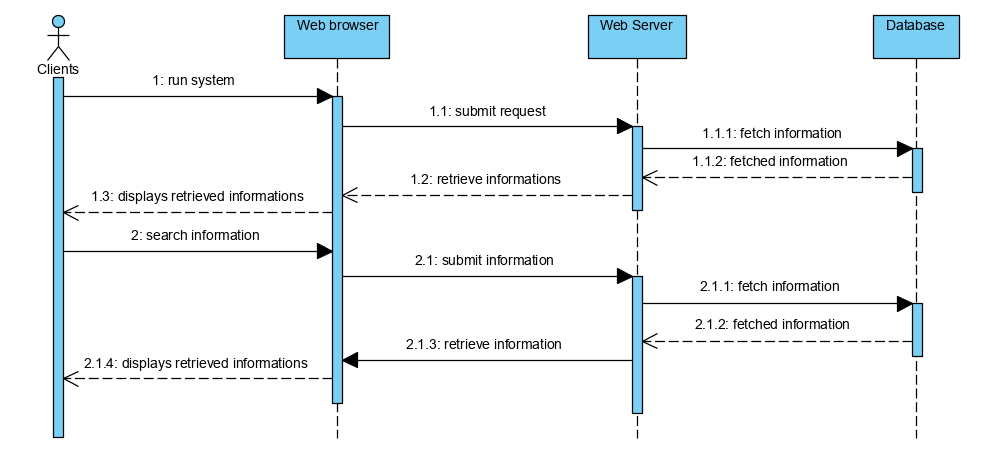 Web browser
Web Server
Database
Clients
1: run system
1.1: submit request
1.1.1: fetch information
1.1.2: fetched information
1.2: retrieve informations
1.3: displays retrieved informations
2: search information
2.1: submit information
2.1.1: fetch information
2.1.2: fetched information
2.1.3: retrieve information
2.1.4: displays retrieved informations